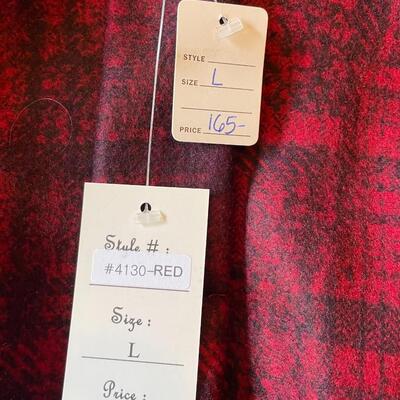 STYLE
SIZE L
PRICE 165-
Style # :
#4130-RED
Size :
L
Price :